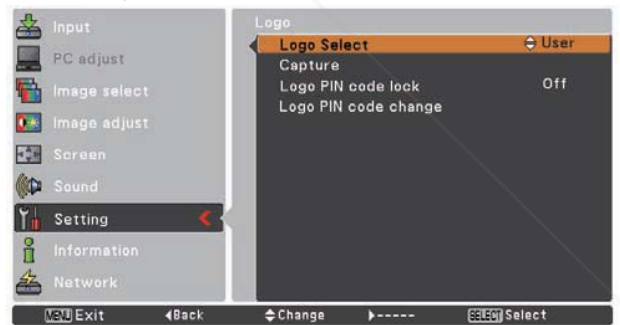 Input
PC adjust
Image select
Image adjust
Screen
Sound
Setting
Information
Network
Logo
Logo Select User
Capture
Logo PIN code lock Off
Logo PIN code change
MENU Exit Back Change ----- SELECT Select